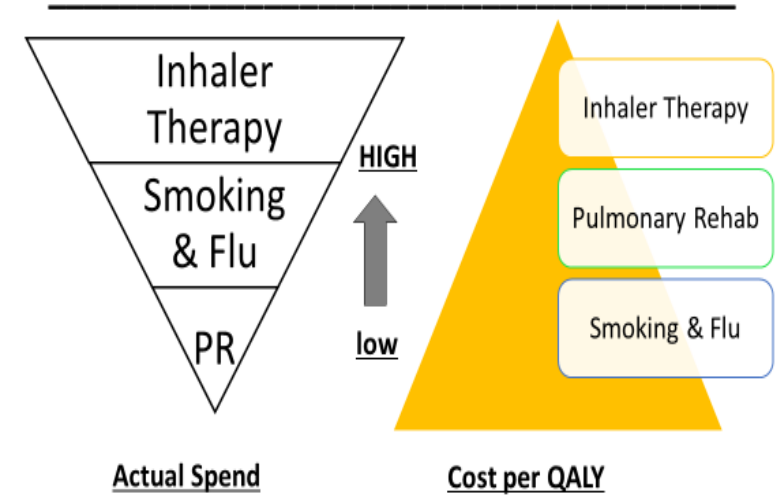 Inhaler
Therapy
Smoking
& Flu
PR
HIGH
low
Inhaler Therapy
Pulmonary Rehab
Smoking & Flu
Actual Spend
Cost per QALY